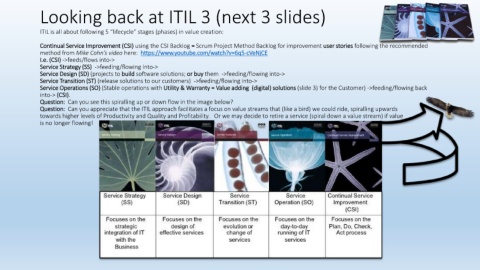 Looking back at ITIL 3 (next 3 slides)
ITIL is all about following 5 "lifecycle" stages (phases) in value creation:
Continual Service Improvement (CSI) using the CSI Backlog = Scrum Project Method Backlog for improvement user stories following the recommended
method from Mike Cohn's video here: https://www.youtube.com/watch?v=6q5-cVeNjCE
I.e. (CSI) ->feeds/flows into->
Service Strategy (SS) ->feeding/flowing into->
Service Design (SD) (projects to build software solutions; or buy them ->feeding/flowing into->
Service Transition (ST) (release solutions to our customers) ->feeding/flowing into->
Service Operations (SO) (Stable operations with Utility & Warranty = Value adding (digital) solutions (slide 3) for the Customer) ->feeding/flowing back
into-> (CSI).
Question: Can you see this spiralling up or down flow in the image below?
Question: Can you appreciate that the ITIL approach facilitates a focus on value streams that (like a bird) we could ride, spiralling upwards
towards higher levels of Productivity and Quality and Profitability. Or we may decide to retire a service (spiral down a value stream) if value
is no longer flowing!
Service Strategy (SS)
Service Design (SD)
Service Transition (ST)
Service Operation (SO)
Continual Service Improvement (CSI)
Focuses on the strategic integration of IT with the Business
Focuses on the design of effective services
Focuses on the evolution or change of services
Focuses on the day-to-day running of IT services
Focuses on the Plan, Do, Check, Act process